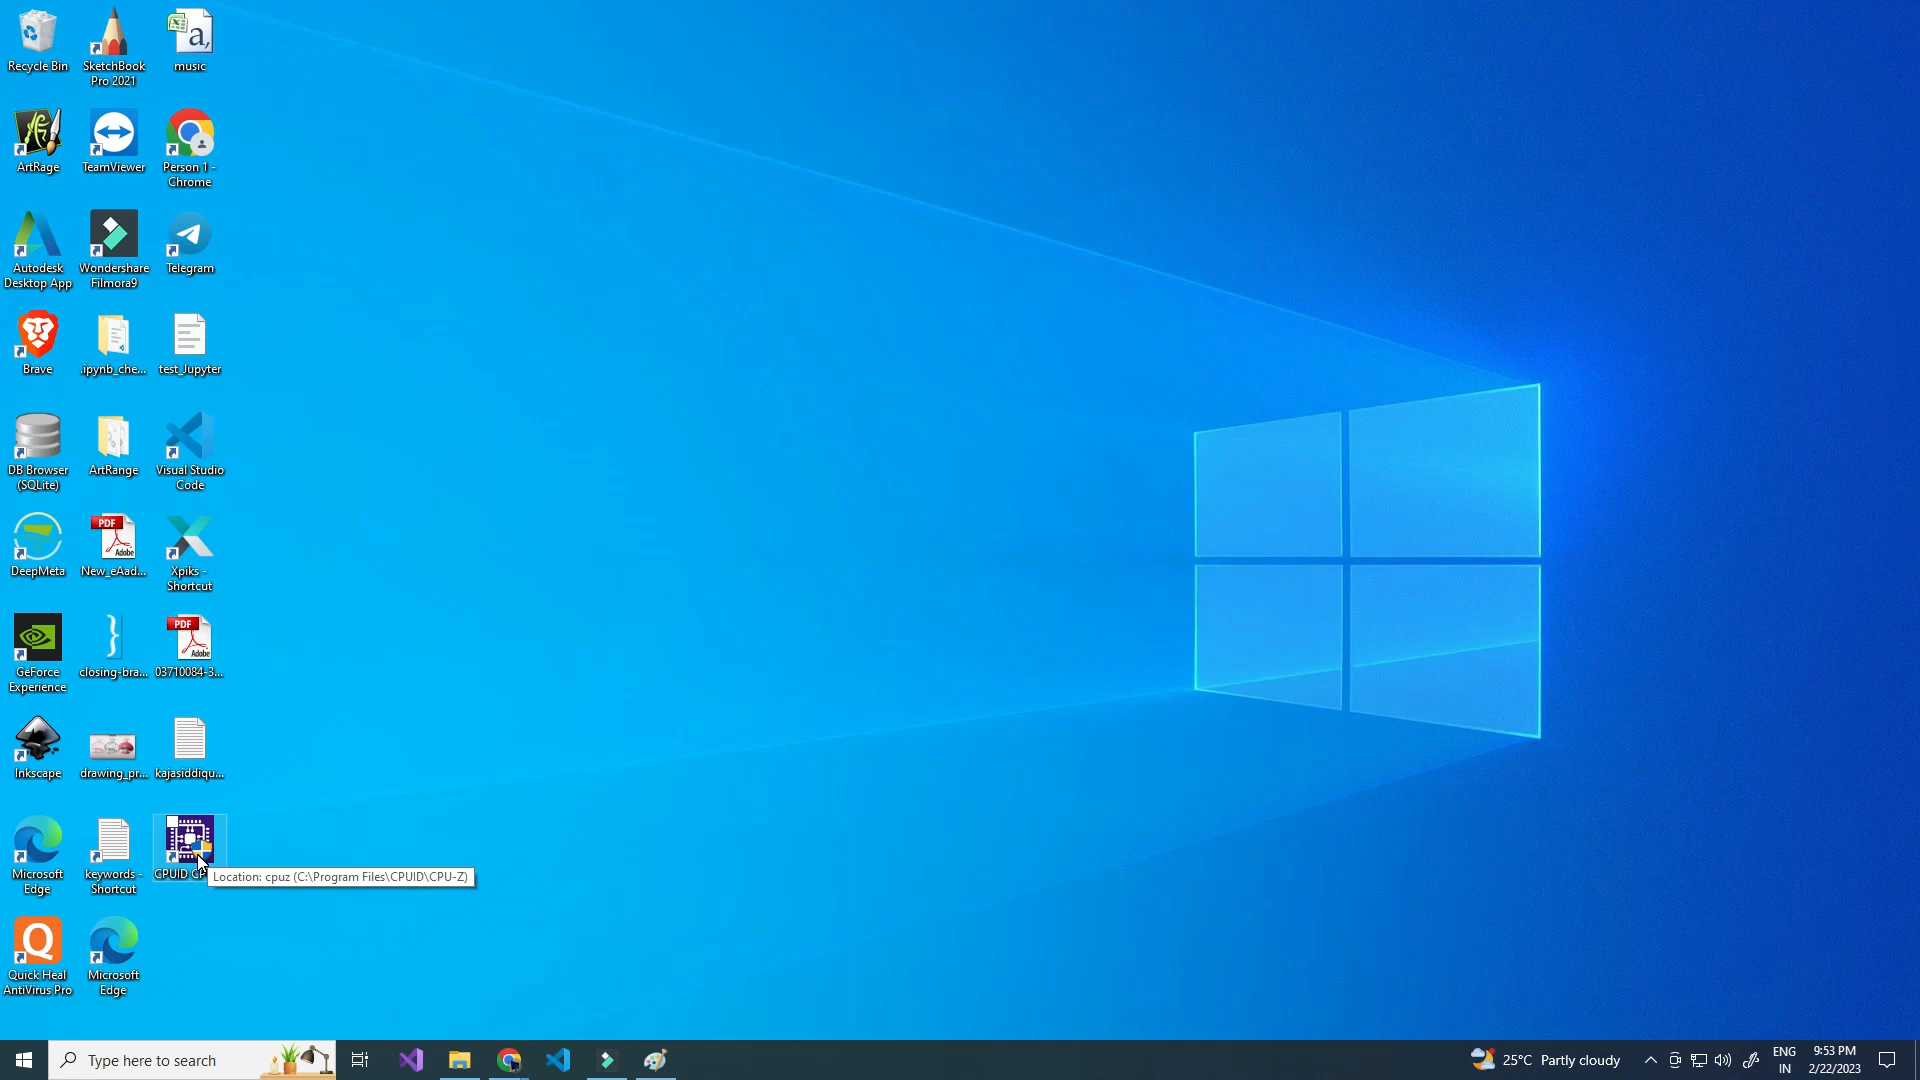 Recycle Bin
SketchBook
Pro 2021
music
ArtRage
TeamViewer
Person 1 -
Chrome
Autodesk
Desktop App
Wondershare
Filmora9
Telegram
Brave
.ipynb_che...
test_Jupyter
DB Browser
(SQLite)
ArtRange
Visual Studio
Code
DeepMeta
PDF
Adobe
New_eAad...
Xpiks -
Shortcut
GeForce
Experience
closing-bra...
PDF
Adobe
03710084-3...
Inkscape
drawing_pr...
kajasiddiqu...
Microsoft
Edge
keywords -
Shortcut
CPUID
Location: cpuz (C:\Program Files\CPUID\CPU-Z)
Quick Heal
AntiVirus Pro
Microsoft
Edge
Type here to search
25°C Partly cloudy
ENG
IN
9:53 PM
2/22/2023